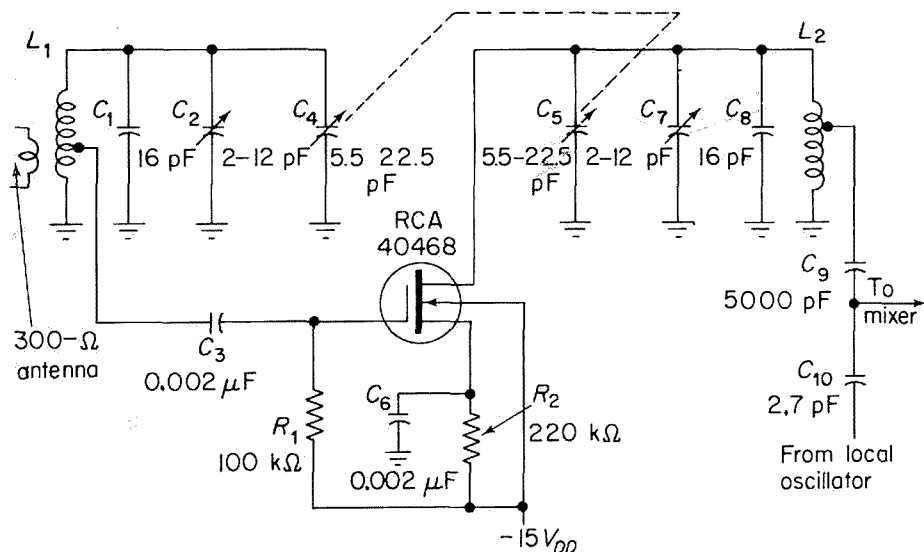 L1
L2
C1
16 pF
C2
2–12 pF
C4
5.5 22.5
pF
C5
5.5–22.5
pF
C7
2–12 pF
C8
16 pF
RCA
40468
300-Ω
antenna
C3
0.002 μF
R1
100 kΩ
C6
0.002 μF
R2
220 kΩ
C9
5000 pF
To
mixer
C10
2.7 pF
From local
oscillator
-15 VDD